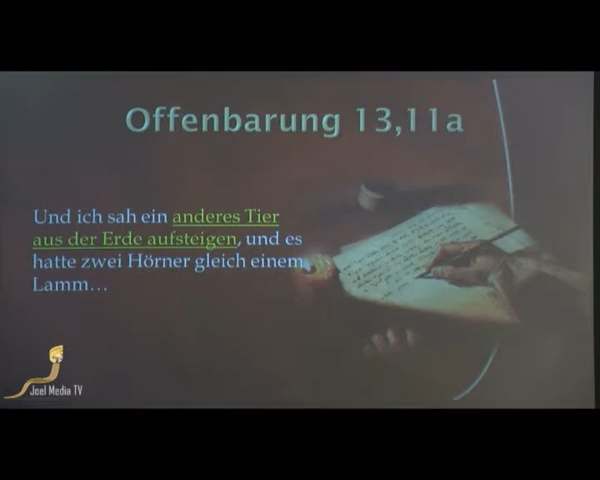 Offenbarung 13,11a
Und ich sah ein anderes Tier
aus der Erde aufsteigen, und es
hatte zwei Hörner gleich einem
Lamm...
Joel Media TV